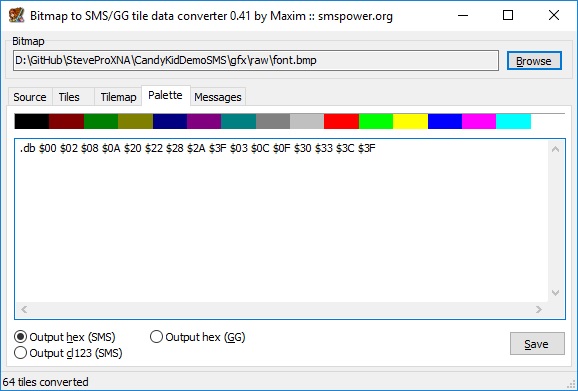 Bitmap to SMS/GG tile data converter 0.41 by Maxim :: smspower.org
Bitmap
D:\GitHub\SteveProXNA\CandyKidDemoSMS\gfx\raw\font.bmp
Browse
Source Tiles Tilemap Palette Messages
.db $00 $02 $08 $0A $20 $22 $28 $2A $3F $03 $0C $0F $30 $33 $3C $3F
Output hex (SMS) Output hex (GG)
Output cl123 (SMS)
Save
64 tiles converted